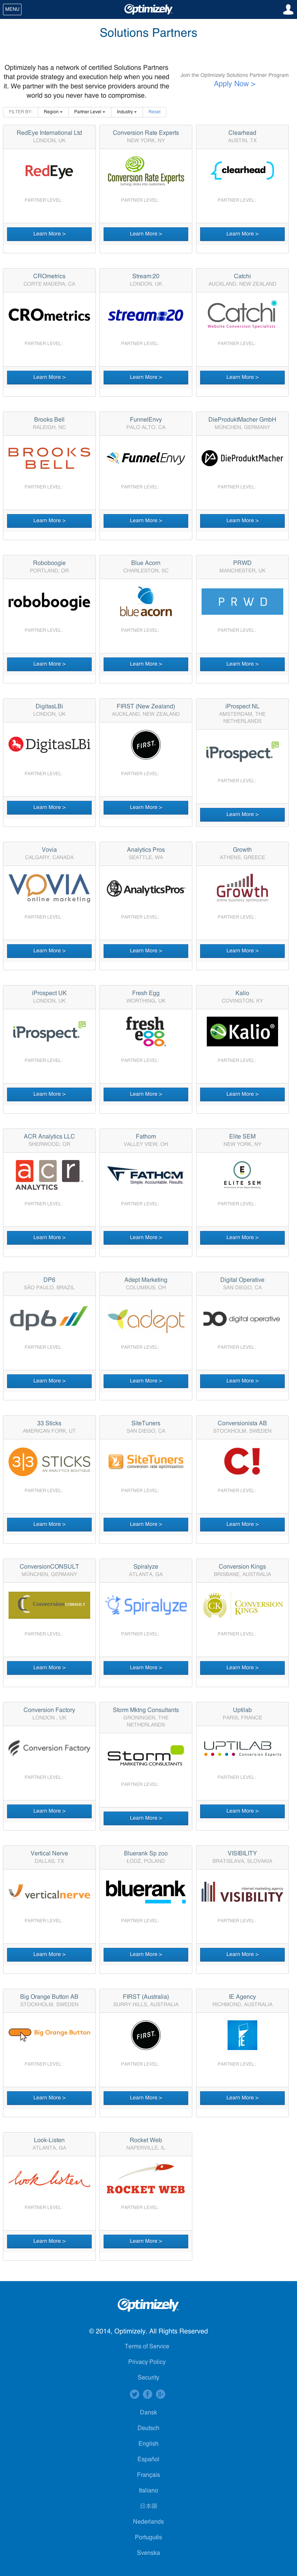 MENU
Optimizely
Solutions Partners
Optimizely has a network of certified Solutions Partners
that provide strategy and execution help when you need
it. We partner with the best service providers around the
world so you never have to compromise.
Join the Optimizely Solutions Partner Program
Apply Now >
FILTER BY: Region Partner Level Industry Reset
RedEye International Ltd
LONDON, UK
RedEye
PARTNER LEVEL:
Learn More >
Conversion Rate Experts
NEW YORK, NY
Conversion Rate Experts
turning clicks into customers
PARTNER LEVEL:
Learn More >
Clearhead
AUSTIN, TX
{clearhead}
PARTNER LEVEL:
Learn More >
CROmetrics
CORTE MADERA, CA
CROmetrics
PARTNER LEVEL:
Learn More >
Stream:20
LONDON, UK
stream:20
PARTNER LEVEL:
Learn More >
Catchi
AUCKLAND, NEW ZEALAND
Catchi
Website Conversion Specialists
PARTNER LEVEL:
Learn More >
Brooks Bell
RALEIGH, NC
BROOKS
BELL
PARTNER LEVEL:
Learn More >
FunnelEnvy
PALO ALTO, CA
FunnelEnvy
PARTNER LEVEL:
Learn More >
DieProduktMacher GmbH
MÜNCHEN, GERMANY
DieProduktMacher
PARTNER LEVEL:
Learn More >
Roboboogie
PORTLAND, OR
roboboogie
PARTNER LEVEL:
Learn More >
Blue Acorn
CHARLESTON, SC
blue acorn
PARTNER LEVEL:
Learn More >
PRWD
MANCHESTER, UK
PRWD
PARTNER LEVEL:
Learn More >
DigitasLBi
LONDON, UK
DigitasLBi
PARTNER LEVEL:
Learn More >
FIRST (New Zealand)
AUCKLAND, NEW ZEALAND
FIRST.
PARTNER LEVEL:
Learn More >
iProspect NL
AMSTERDAM, THE
NETHERLANDS
iProspect.
PARTNER LEVEL:
Learn More >
Vovia
CALGARY, CANADA
VOVIA
online marketing
PARTNER LEVEL:
Learn More >
Analytics Pros
SEATTLE, WA
AnalyticsPros
PARTNER LEVEL:
Learn More >
Growth
ATHENS, GREECE
Growth
online business optimization
PARTNER LEVEL:
Learn More >
iProspect UK
LONDON, UK
iProspect.
PARTNER LEVEL:
Learn More >
Fresh Egg
WORTHING, UK
fresh
egg
PARTNER LEVEL:
Learn More >
Kalio
COVINGTON, KY
Kalio®
PARTNER LEVEL:
Learn More >
ACR Analytics LLC
SHERWOOD, OR
acr
ANALYTICS
PARTNER LEVEL:
Learn More >
Fathom
VALLEY VIEW, OH
FATHOM
Simple. Accountable. Results.
PARTNER LEVEL:
Learn More >
Elite SEM
NEW YORK, NY
E
ELITE SEM
PARTNER LEVEL:
Learn More >
DP6
SÃO PAULO, BRAZIL
dp6
PARTNER LEVEL:
Learn More >
Adept Marketing
COLUMBUS, OH
adept
PARTNER LEVEL:
Learn More >
Digital Operative
SAN DIEGO, CA
digital operative
PARTNER LEVEL:
Learn More >
33 Sticks
AMERICAN FORK, UT
3|3 STICKS
AN ANALYTICS BOUTIQUE
PARTNER LEVEL:
Learn More >
SiteTuners
SAN DIEGO, CA
SiteTuners
conversion rate optimization
PARTNER LEVEL:
Learn More >
Conversionista AB
STOCKHOLM, SWEDEN
C!
PARTNER LEVEL:
Learn More >
ConversionCONSULT
MÜNCHEN, GERMANY
ConversionCONSULT
PARTNER LEVEL:
Learn More >
Spiralyze
ATLANTA, GA
Spiralyze
PARTNER LEVEL:
Learn More >
Conversion Kings
BRISBANE, AUSTRALIA
CK
CONVERSION
KINGS
PARTNER LEVEL:
Learn More >
Conversion Factory
LONDON , UK
Conversion Factory
PARTNER LEVEL:
Learn More >
Storm Mktng Consultants
GRONINGEN, THE
NETHERLANDS
Storm
MARKETING CONSULTANTS
PARTNER LEVEL:
Learn More >
Uptilab
PARIS, FRANCE
UPTILAB
Conversion Experts
PARTNER LEVEL:
Learn More >
Vertical Nerve
DALLAS, TX
verticalnerve
PARTNER LEVEL:
Learn More >
Bluerank Sp zoo
ŁÓDŹ, POLAND
bluerank
PARTNER LEVEL:
Learn More >
VISIBILITY
BRATISLAVA, SLOVAKIA
internet marketing agency
VISIBILITY
PARTNER LEVEL:
Learn More >
Big Orange Button AB
STOCKHOLM, SWEDEN
Big Orange Button
PARTNER LEVEL:
Learn More >
FIRST (Australia)
SURRY HILLS, AUSTRALIA
FIRST.
PARTNER LEVEL:
Learn More >
IE Agency
RICHMOND, AUSTRALIA
IE
PARTNER LEVEL:
Learn More >
Look-Listen
ATLANTA, GA
look listen
PARTNER LEVEL:
Learn More >
Rocket Web
NAPERVILLE, IL
ROCKET WEB
PARTNER LEVEL:
Learn More >
Optimizely
© 2014, Optimizely. All Rights Reserved
Terms of Service
Privacy Policy
Security
Dansk
Deutsch
English
Español
Français
Italiano
日本語
Nederlands
Português
Svenska